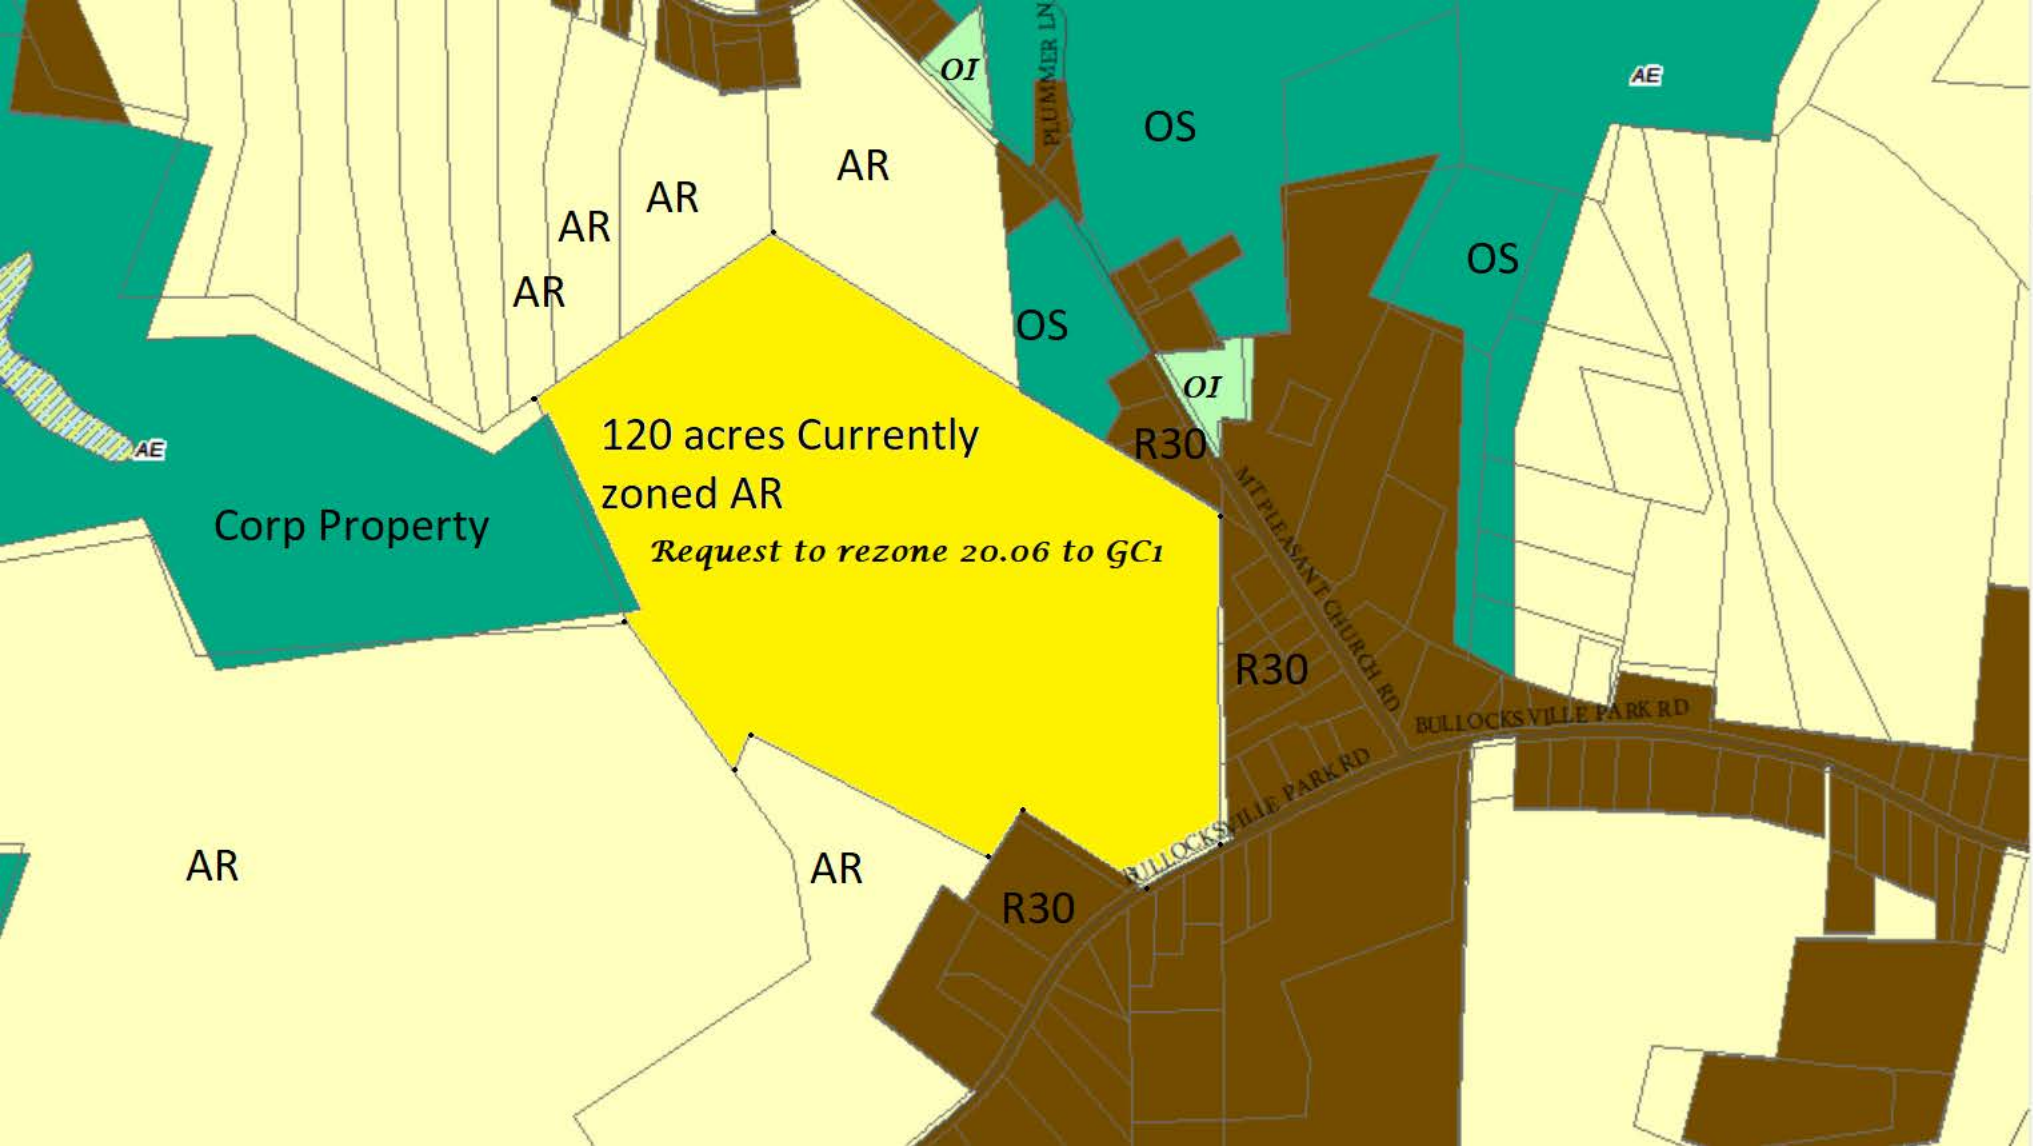 OI
PLUMMER LN
AE
OS
AR
AR
AR
OS
AR
OS
OI
120 acres Currently
zoned AR
R30
AE
MT PLEASANT CHURCH RD
Corp Property
Request to rezone 20.06 to GC1
R30
BULLOCKSVILLE PARK RD
BULLOCKSVILLE PARK RD
AR
AR
R30